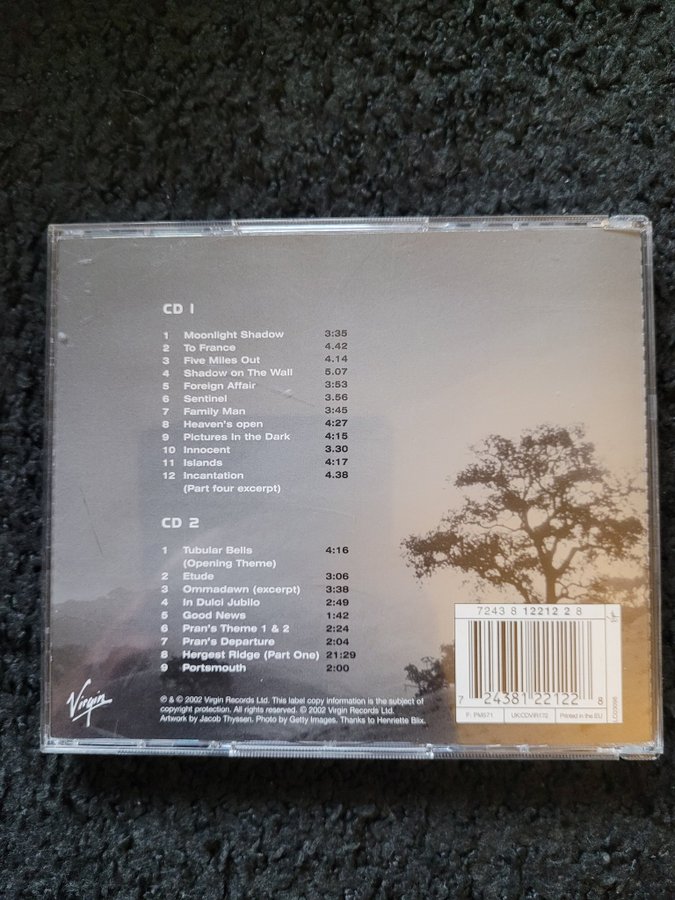 CD 1
1 Moonlight Shadow 3:35
2 To France 4.42
3 Five Miles Out 4.14
4 Shadow on The Wall 5.07
5 Foreign Affair 3:53
6 Sentinel 3.56
7 Family Man 3:45
8 Heaven's open 4:27
9 Pictures In the Dark 4:15
10 Innocent 3.30
11 Islands 4:17
12 Incantation 4.38
(Part four excerpt)
CD 2
1 Tubular Bells 4:16
(Opening Theme)
2 Etude 3:06
3 Ommadawn (excerpt) 3:38
4 In Dulci Jubilo 2:49
5 Good News 1:42
6 Pran's Theme 1 & 2 2:24
7 Pran's Departure 2:04
8 Hergest Ridge (Part One) 21:29
9 Portsmouth 2:00
Virgin
℗ & © 2002 Virgin Records Ltd. This label copy information is the subject of
copyright protection. All rights reserved. © 2002 Virgin Records Ltd.
Artwork by Jacob Thyssen. Photo by Getty Images. Thanks to Henriette Blix.
7243 8 12212 2 8
7 24381 22122 8
P: PM571 UKCDVIR172 Printed in the EU